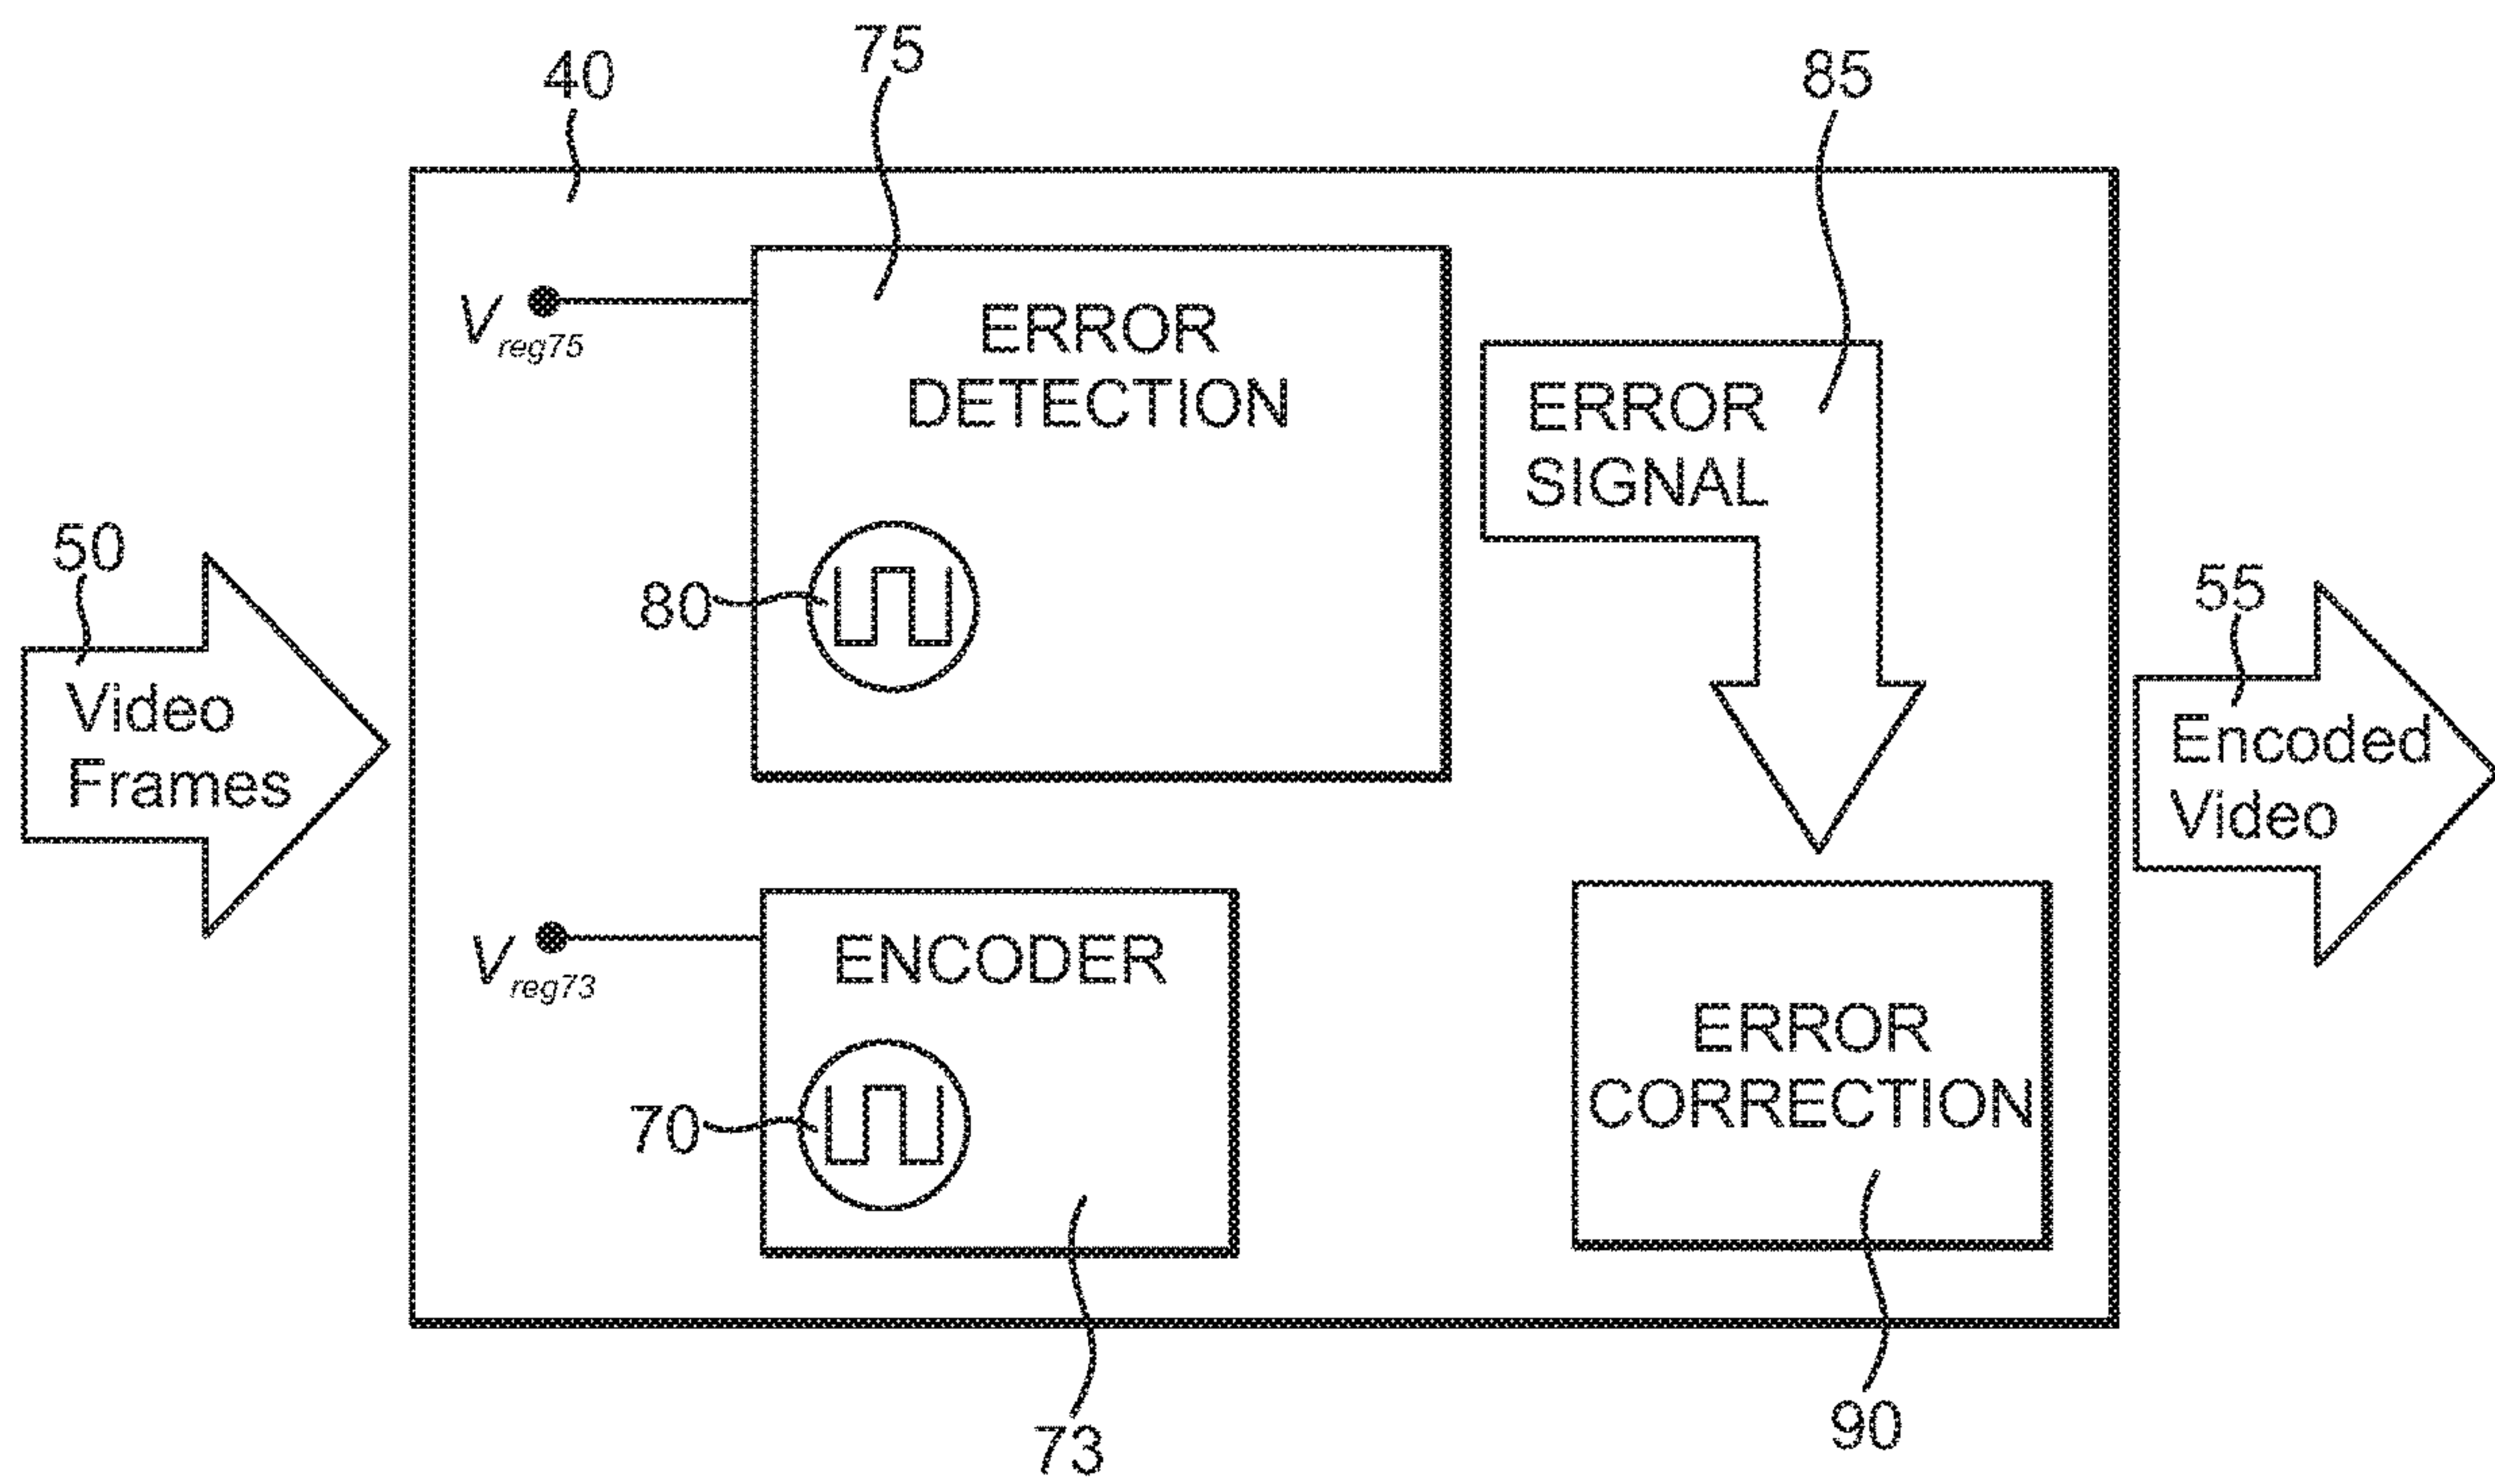 75
40
85
V reg75
ERROR
DETECTION
ERROR
SIGNAL
50
80
55
Video
Frames
Encoded
Video
V reg73
ENCODER
ERROR
CORRECTION
70
73
90